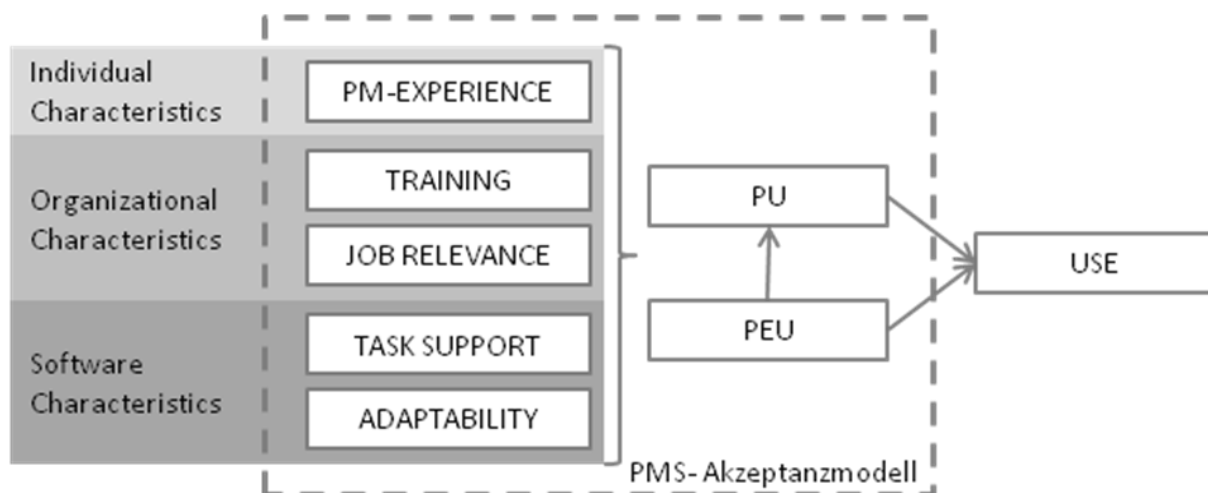 Individual
Characteristics
PM-EXPERIENCE
Organizational
Characteristics
TRAINING
JOB RELEVANCE
Software
Characteristics
TASK SUPPORT
ADAPTABILITY
PU
PEU
USE
PMS- Akzeptanzmodell